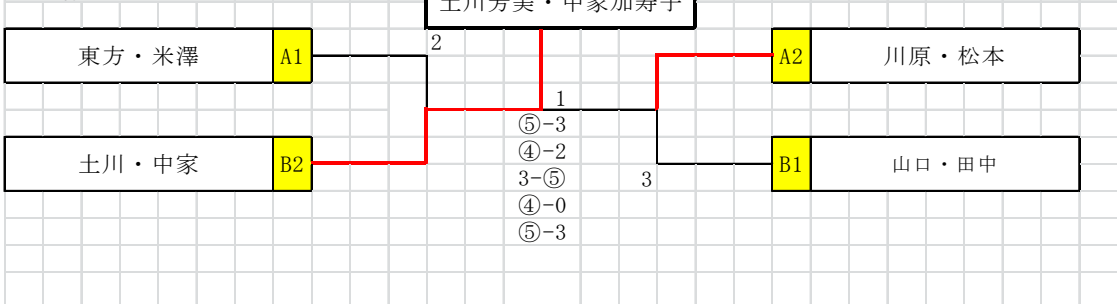 土川芳美・中家加寿子
東方・米澤 A1
2
A2 川原・松本
1
⑤-3
④-2
土川・中家 B2
3-⑤
3
B1 山口・田中
④-0
⑤-3